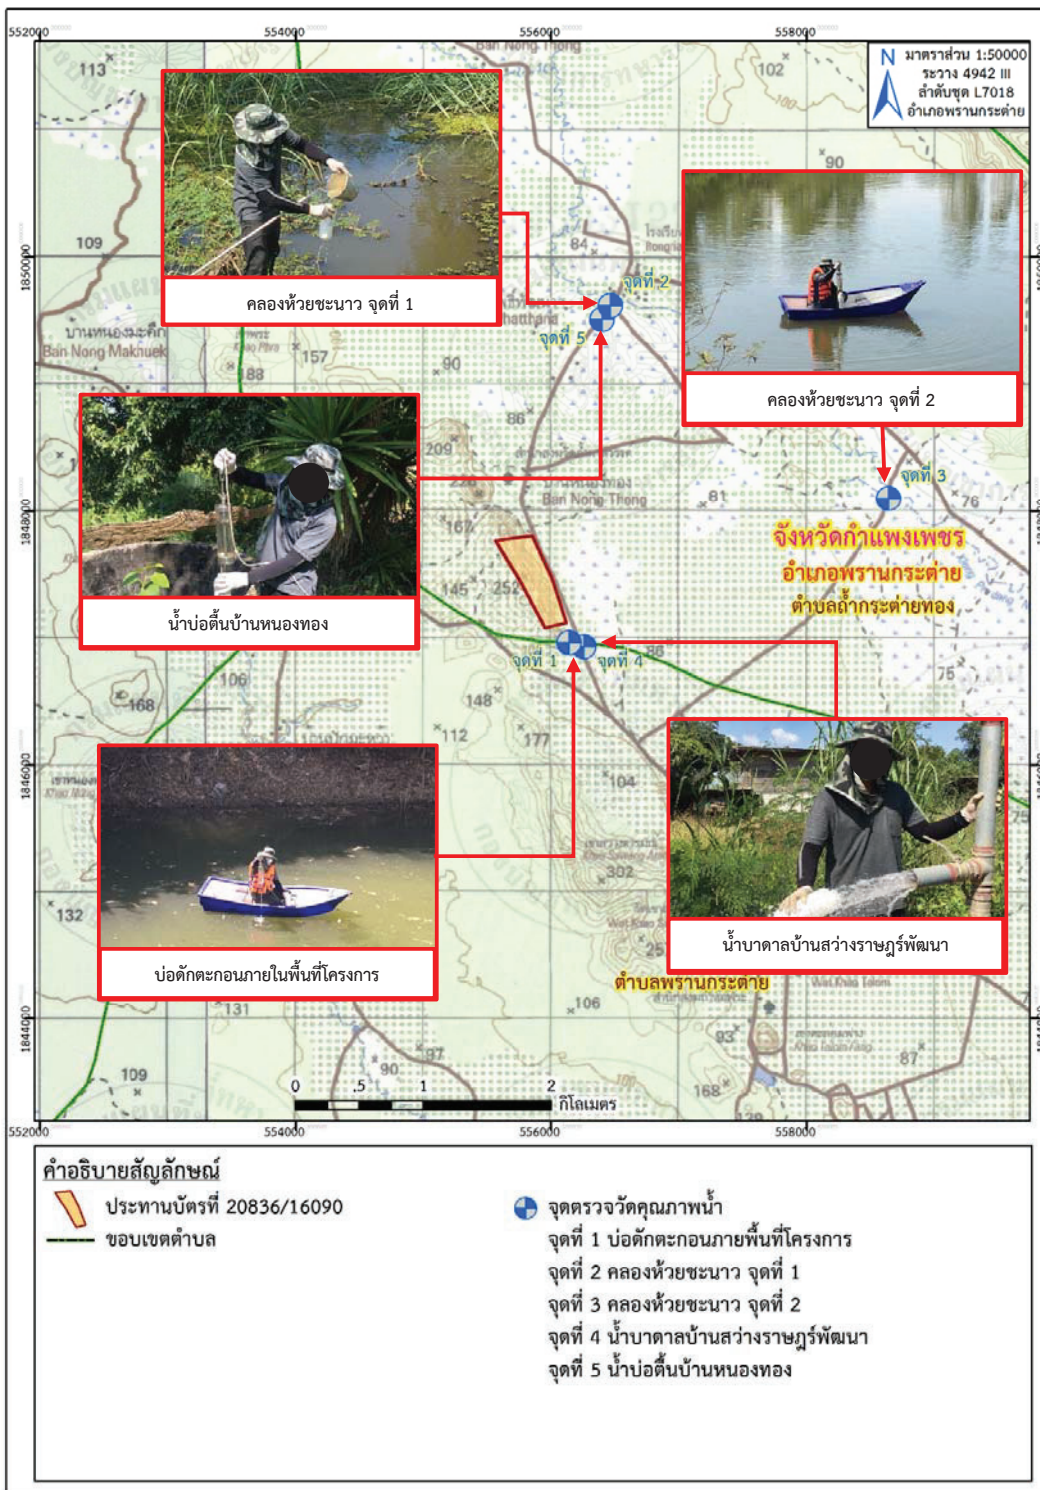 552000
554000
556000
558000
N
มาตราส่วน 1:50000
ระวาง 4942 III
ลำดับชุด L7018
อำเภอพรานกระต่าย
Ban Nong Thong
113
102
90
84
109
1850000
คลองห้วยชะนาว จุดที่ 1
จุดที่ 2
จุดที่ 5
Ban Nong Makhuek
157
188
90
86
คลองห้วยชะนาว จุดที่ 2
209
บ้านหนองทอง
Ban Nong Thong
81
จุดที่ 3
76
1848000
167
จังหวัดกำแพงเพชร
อำเภอพรานกระต่าย
ตำบลถ้ำกระต่ายทอง
145
252
น้ำบ่อตื้นบ้านหนองทอง
จุดที่ 1
จุดที่ 4
86
75
106
168
148
112
177
1846000
104
302
132
น้ำบาดาลบ้านสว่างราษฎร์พัฒนา
บ่อดักตะกอนภายในพื้นที่โครงการ
ตำบลพรานกระต่าย
Wat Khao Talom
131
106
93
1844000
97
90
87
109
168
0 .5 1 2
กิโลเมตร
552000
554000
556000
558000
คำอธิบายสัญลักษณ์
ประทานบัตรที่ 20836/16090
ขอบเขตตำบล
จุดตรวจวัดคุณภาพน้ำ
จุดที่ 1 บ่อดักตะกอนภายพื้นที่โครงการ
จุดที่ 2 คลองห้วยชะนาว จุดที่ 1
จุดที่ 3 คลองห้วยชะนาว จุดที่ 2
จุดที่ 4 น้ำบาดาลบ้านสว่างราษฎร์พัฒนา
จุดที่ 5 น้ำบ่อตื้นบ้านหนองทอง